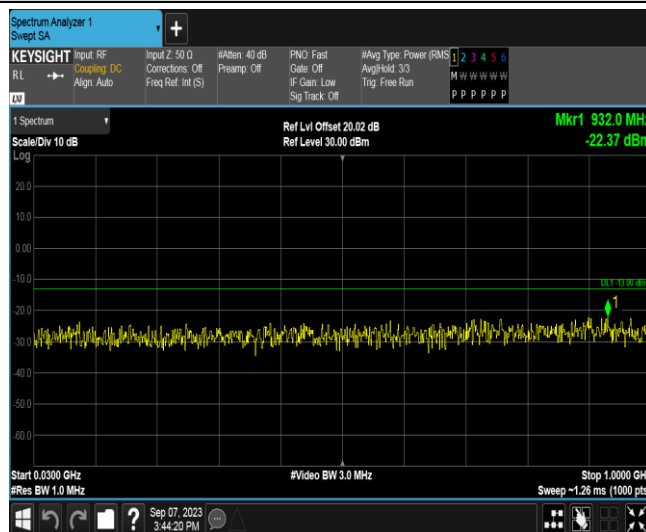 Spectrum Analyzer 1
Swept SA
KEYSIGHT
RL
LXI
Input: RF
Coupling: DC
Align: Auto
Input Z: 50 Ω
Corrections: Off
Freq Ref: Int (S)
#Atten: 40 dB
Preamp: Off
PNO: Fast
Gate: Off
IF Gain: Low
Sig Track: Off
#Avg Type: Power (RMS
Avg|Hold: 3/3
Trig: Free Run
1 2 3 4 5 6
M W W W W W
P P P P P P
1 Spectrum
Scale/Div 10 dB
Log
Ref Lvl Offset 20.02 dB
Ref Level 30.00 dBm
Mkr1 932.0 MHz
-22.37 dBm
20.0
10.0
0.00
-10.0
DL1 -13.00 dBm
1
-20.0
-30.0
-40.0
-50.0
-60.0
Start 0.0300 GHz
#Res BW 1.0 MHz
#Video BW 3.0 MHz
Stop 1.0000 GH
Sweep ~1.26 ms (1000 pts
?
Sep 07, 2023
3:44:20 PM